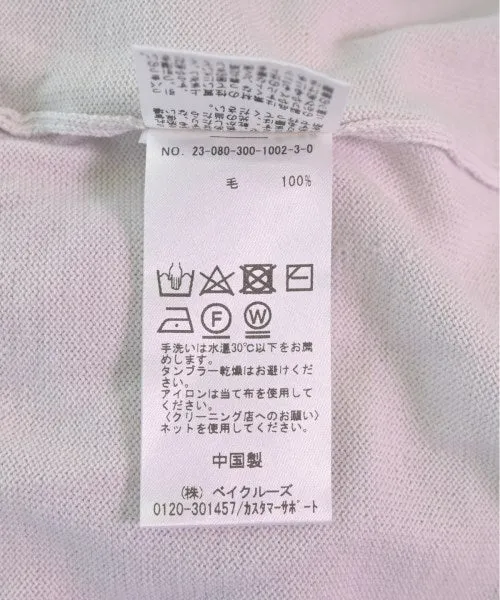 NO. 23-080-300-1002-3-0
毛 100%
F
W
手洗いは水温30℃以下をお薦
めします。
タンブラー乾燥はお避けくださ
い。
アイロンは当て布を使用して
ください。
〈クリーニング店へのお願い〉
ネットを使用してください。
中国製
(株) ベイクルーズ
0120-301457/カスタマーサポート